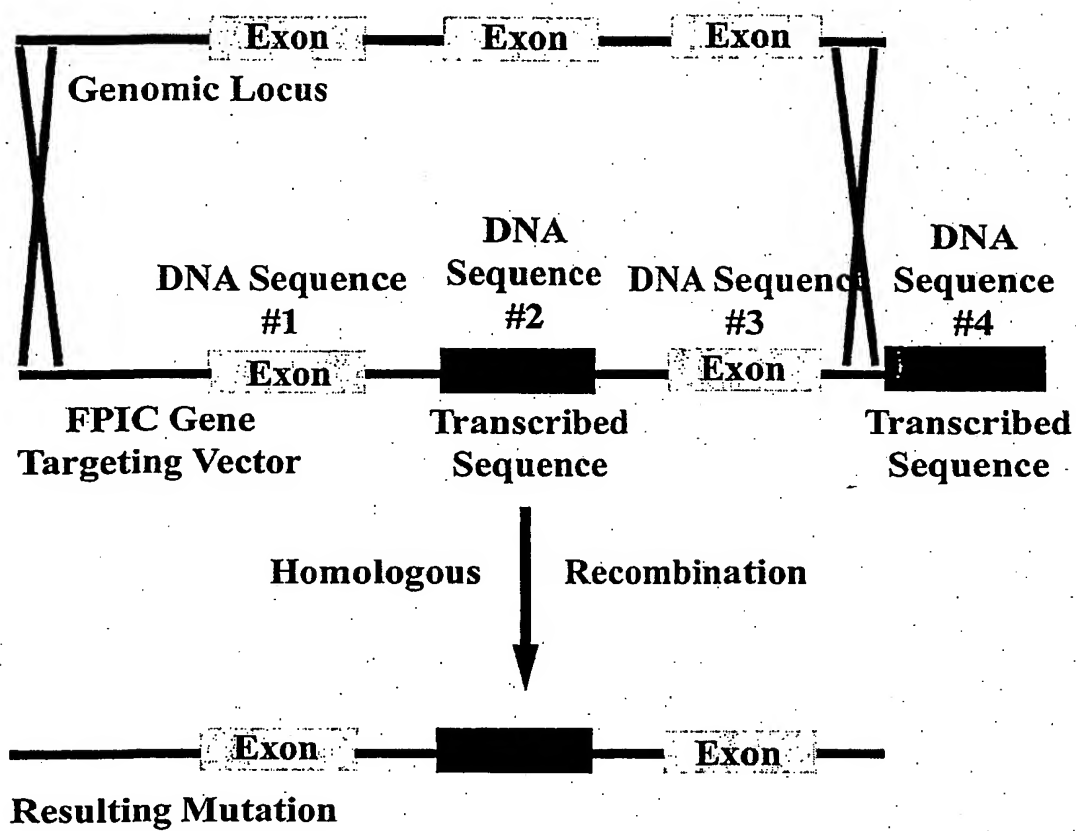 Exon Exon Exon
Genomic Locus
DNA Sequence
#1
DNA
Sequence
#2
DNA Sequence
#3
DNA
Sequence
#4
Exon Exon
FPIC Gene
Targeting Vector
Transcribed
Sequence
Transcribed
Sequence
Homologous Recombination
Exon Exon
Resulting Mutation